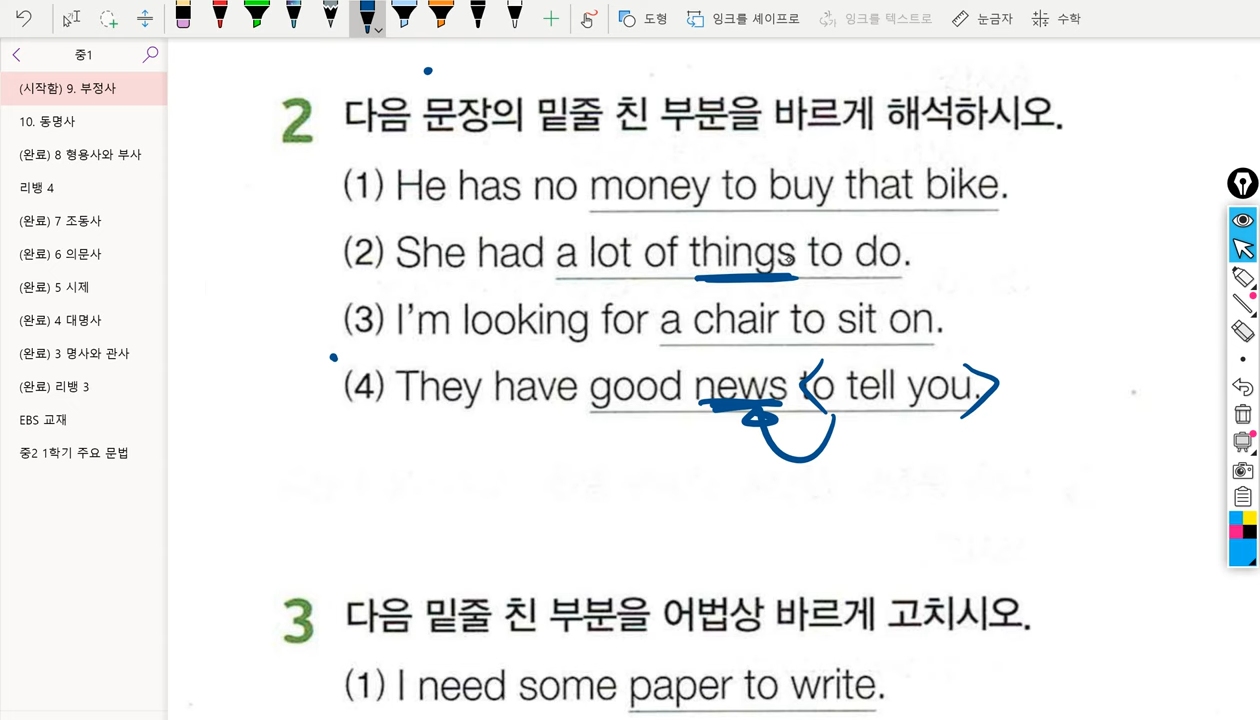 도형
잉크를 셰이프로
잉크를 텍스트로
눈금자
수학
중1
(시작함) 9. 부정사
10. 동명사
(완료) 8 형용사와 부사
리뱅 4
(완료) 7 조동사
(완료) 6 의문사
(완료) 5 시제
(완료) 4 대명사
(완료) 3 명사와 관사
(완료) 리뱅 3
EBS 교재
중2 1학기 주요 문법
2 다음 문장의 밑줄 친 부분을 바르게 해석하시오.
(1) He has no money to buy that bike.
(2) She had a lot of things to do.
(3) I'm looking for a chair to sit on.
(4) They have good news to tell you.
3 다음 밑줄 친 부분을 어법상 바르게 고치시오.
(1) I need some paper to write.